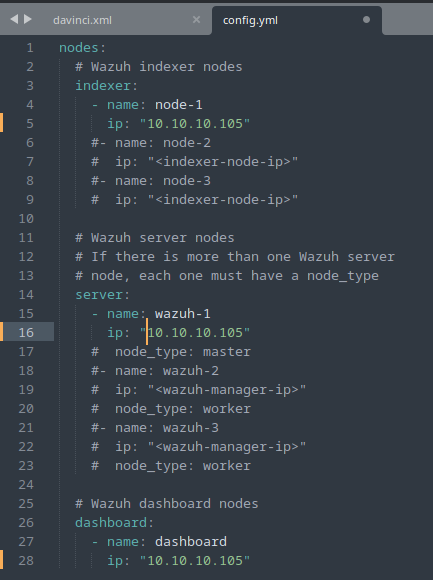 davinci.xml × config.yml
1 nodes:
2 # Wazuh indexer nodes
3 indexer:
4 - name: node-1
5 ip: "10.10.10.105"
6 #- name: node-2
7 #  ip: "<indexer-node-ip>"
8 #- name: node-3
9 #  ip: "<indexer-node-ip>"
10
11 # Wazuh server nodes
12 # If there is more than one Wazuh server
13 # node, each one must have a node_type
14 server:
15 - name: wazuh-1
16 ip: "10.10.10.105"
17 #  node_type: master
18 #- name: wazuh-2
19 #  ip: "<wazuh-manager-ip>"
20 #  node_type: worker
21 #- name: wazuh-3
22 #  ip: "<wazuh-manager-ip>"
23 #  node_type: worker
24
25 # Wazuh dashboard nodes
26 dashboard:
27 - name: dashboard
28 ip: "10.10.10.105"